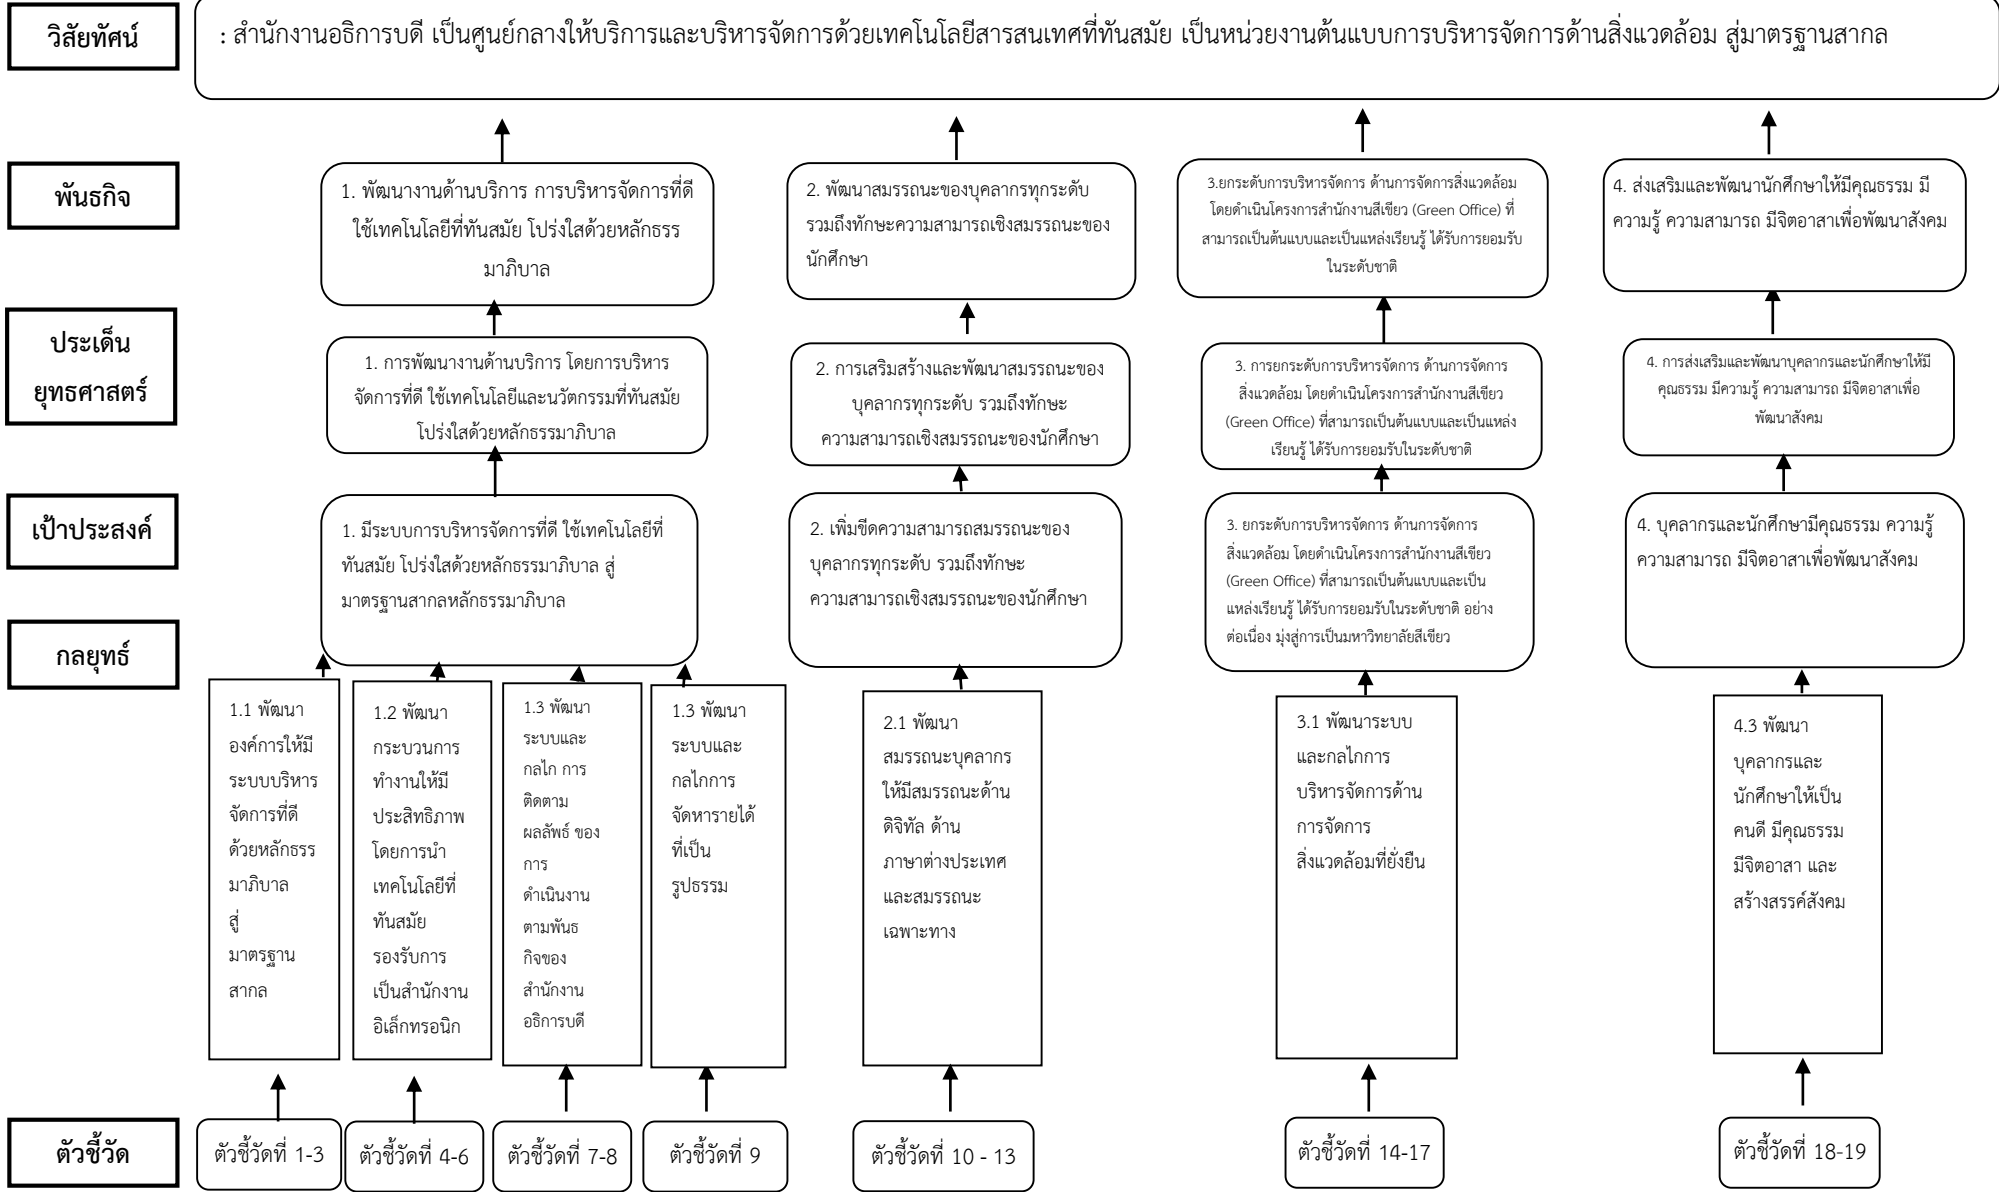 วิสัยทัศน์
: สำนักงานอธิการบดี เป็นศูนย์กลางให้บริการและบริหารจัดการด้วยเทคโนโลยีสารสนเทศที่ทันสมัย เป็นหน่วยงานต้นแบบการบริหารจัดการด้านสิ่งแวดล้อม สู่มาตรฐานสากล
พันธกิจ
1. พัฒนางานด้านบริการ การบริหารจัดการที่ดี
ใช้เทคโนโลยีที่ทันสมัย โปร่งใสด้วยหลักธรร
มาภิบาล
2. พัฒนาสมรรถนะของบุคลากรทุกระดับ
รวมถึงทักษะความสามารถเชิงสมรรถนะของ
นักศึกษา
3.ยกระดับการบริหารจัดการ ด้านการจัดการสิ่งแวดล้อม
โดยดำเนินโครงการสำนักงานสีเขียว (Green Office) ที่
สามารถเป็นต้นแบบและเป็นแหล่งเรียนรู้ ได้รับการยอมรับ
ในระดับชาติ
4. ส่งเสริมและพัฒนานักศึกษาให้มีคุณธรรม มี
ความรู้ ความสามารถ มีจิตอาสาเพื่อพัฒนาสังคม
ประเด็น
ยุทธศาสตร์
1. การพัฒนางานด้านบริการ โดยการบริหาร
จัดการที่ดี ใช้เทคโนโลยีและนวัตกรรมที่ทันสมัย
โปร่งใสด้วยหลักธรรมาภิบาล
2. การเสริมสร้างและพัฒนาสมรรถนะของ
บุคลากรทุกระดับ รวมถึงทักษะ
ความสามารถเชิงสมรรถนะของนักศึกษา
3. การยกระดับการบริหารจัดการ ด้านการจัดการ
สิ่งแวดล้อม โดยดำเนินโครงการสำนักงานสีเขียว
(Green Office) ที่สามารถเป็นต้นแบบและเป็นแหล่ง
เรียนรู้ ได้รับการยอมรับในระดับชาติ
4. การส่งเสริมและพัฒนาบุคลากรและนักศึกษาให้มี
คุณธรรม มีความรู้ ความสามารถ มีจิตอาสาเพื่อ
พัฒนาสังคม
เป้าประสงค์
1. มีระบบการบริหารจัดการที่ดี ใช้เทคโนโลยีที่
ทันสมัย โปร่งใสด้วยหลักธรรมาภิบาล สู่
มาตรฐานสากลหลักธรรมาภิบาล
2. เพิ่มขีดความสามารถสมรรถนะของ
บุคลากรทุกระดับ รวมถึงทักษะ
ความสามารถเชิงสมรรถนะของนักศึกษา
3. ยกระดับการบริหารจัดการ ด้านการจัดการ
สิ่งแวดล้อม โดยดำเนินโครงการสำนักงานสีเขียว
(Green Office) ที่สามารถเป็นต้นแบบและเป็น
แหล่งเรียนรู้ ได้รับการยอมรับในระดับชาติ อย่าง
ต่อเนื่อง มุ่งสู่การเป็นมหาวิทยาลัยสีเขียว
4. บุคลากรและนักศึกษามีคุณธรรม ความรู้
ความสามารถ มีจิตอาสาเพื่อพัฒนาสังคม
กลยุทธ์
1.1 พัฒนา
องค์การให้มี
ระบบบริหาร
จัดการที่ดี
ด้วยหลักธรร
มาภิบาล
สู่
มาตรฐาน
สากล
1.2 พัฒนา
กระบวนการ
ทำงานให้มี
ประสิทธิภาพ
โดยการนำ
เทคโนโลยีที่
ทันสมัย
รองรับการ
เป็นสำนักงาน
อิเล็กทรอนิก
1.3 พัฒนา
ระบบและ
กลไก การ
ติดตาม
ผลลัพธ์ ของ
การ
ดำเนินงาน
ตามพันธ
กิจของ
สำนักงาน
อธิการบดี
1.3 พัฒนา
ระบบและ
กลไกการ
จัดหารายได้
ที่เป็น
รูปธรรม
2.1 พัฒนา
สมรรถนะบุคลากร
ให้มีสมรรถนะด้าน
ดิจิทัล ด้าน
ภาษาต่างประเทศ
และสมรรถนะ
เฉพาะทาง
3.1 พัฒนาระบบ
และกลไกการ
บริหารจัดการด้าน
การจัดการ
สิ่งแวดล้อมที่ยั่งยืน
4.3 พัฒนา
บุคลากรและ
นักศึกษาให้เป็น
คนดี มีคุณธรรม
มีจิตอาสา และ
สร้างสรรค์สังคม
ตัวชี้วัด
ตัวชี้วัดที่ 1-3
ตัวชี้วัดที่ 4-6
ตัวชี้วัดที่ 7-8
ตัวชี้วัดที่ 9
ตัวชี้วัดที่ 10 - 13
ตัวชี้วัดที่ 14-17
ตัวชี้วัดที่ 18-19